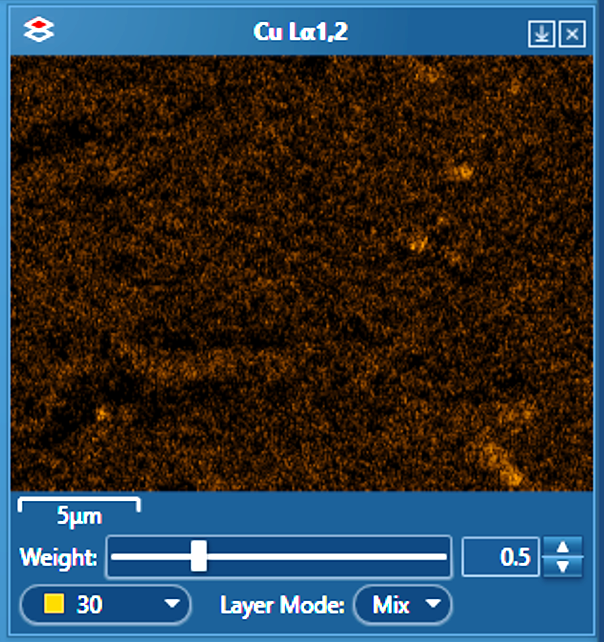 Cu Lα1,2
5µm
Weight: 0.5
30 Layer Mode: Mix